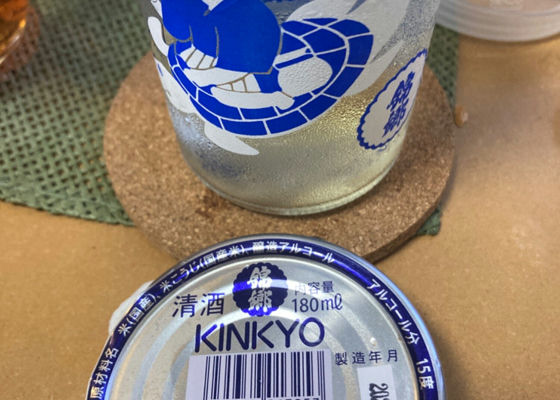 錦郷
原材料名 米(国産)、米こうじ(国産米)、醸造アルコール
アルコール分 15度
清酒
錦郷
内容量
180ml
KINKYO
製造年月
202